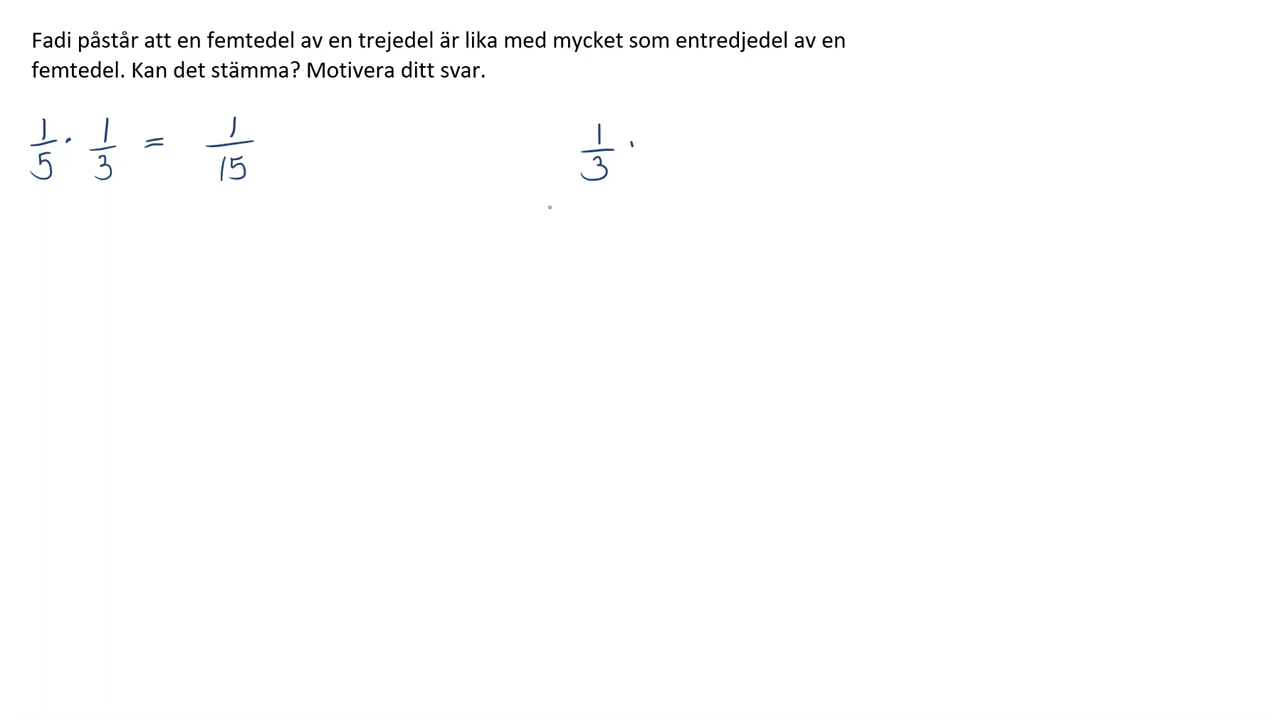 Fadi påstår att en femtedel av en trejedel är lika med mycket som entredjedel av en
femtedel. Kan det stämma? Motivera ditt svar.
1/5 · 1/3 = 1/15
1/3 ·